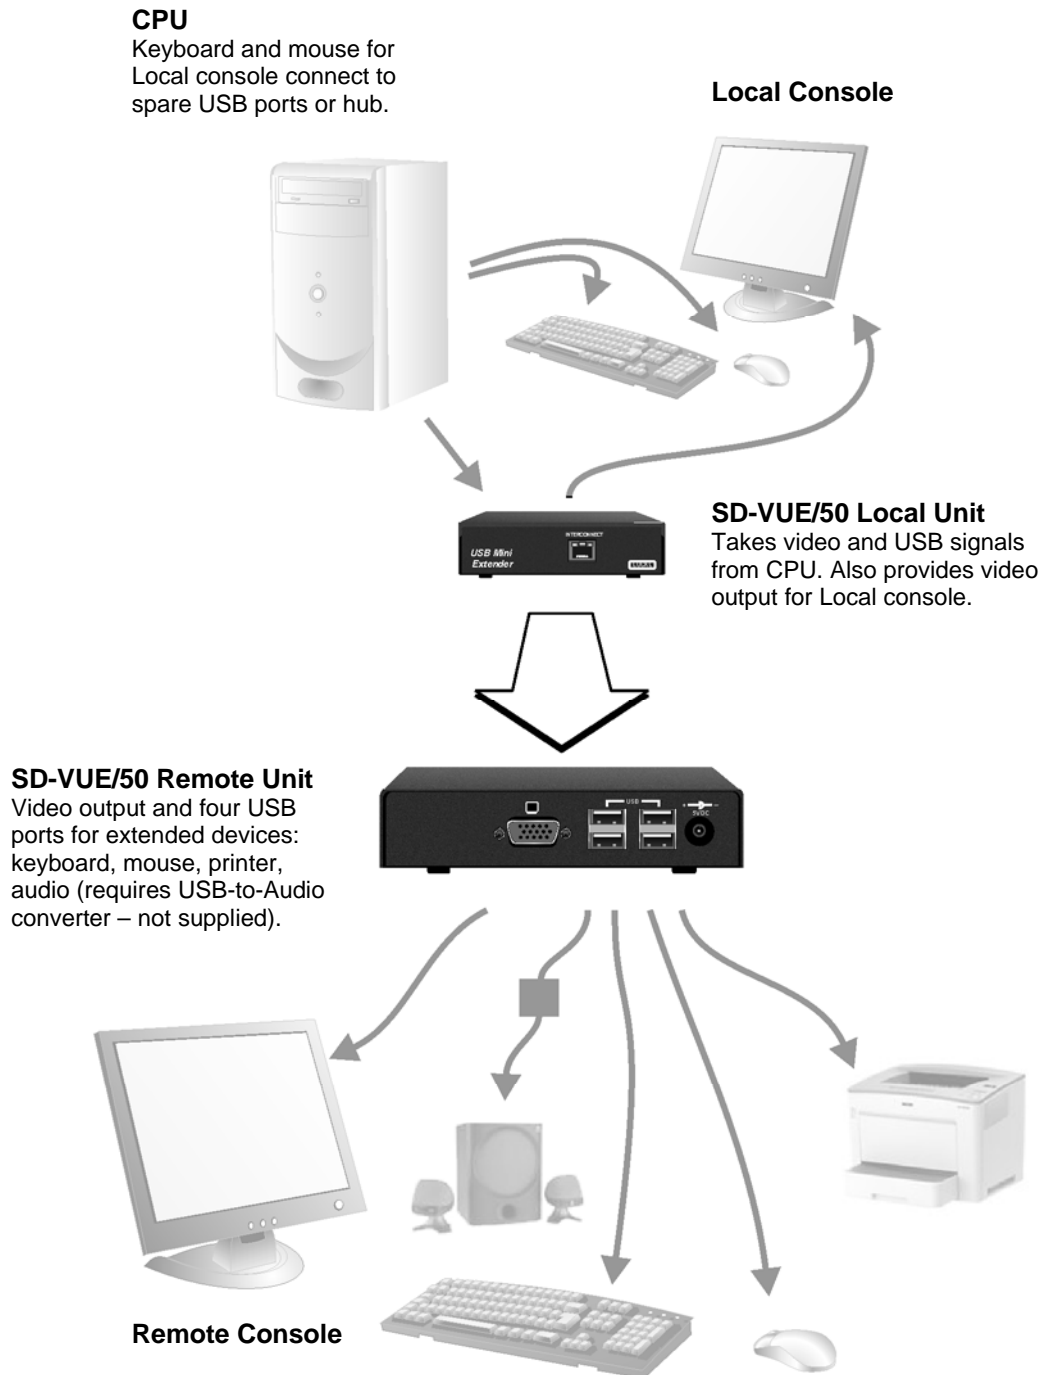 CPU
Keyboard and mouse for
Local console connect to
spare USB ports or hub.
Local Console
SD-VUE/50 Local Unit
Takes video and USB signals
from CPU. Also provides video
output for Local console.
INTERCONNECT
USB Mini
Extender
SD-VUE/50 Remote Unit
Video output and four USB
ports for extended devices:
keyboard, mouse, printer,
audio (requires USB-to-Audio
converter – not supplied).
USB
+ –
5VDC
Remote Console